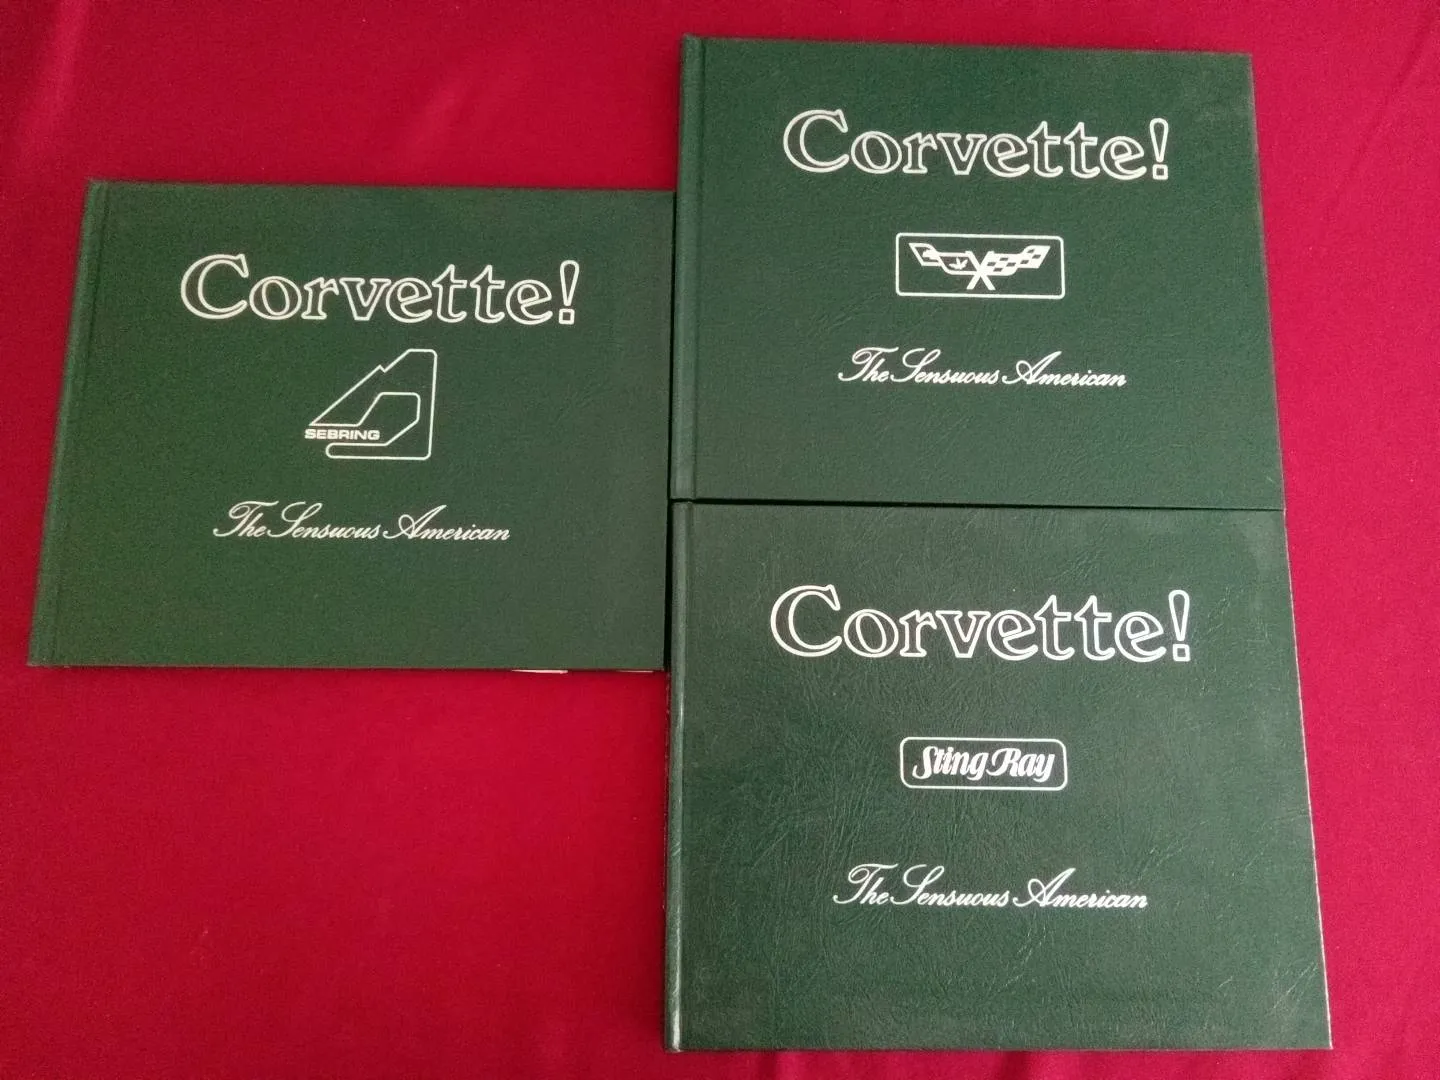 Corvette!
SEBRING
The Sensuous American
Corvette!
The Sensuous American
Corvette!
Sting Ray
The Sensuous American